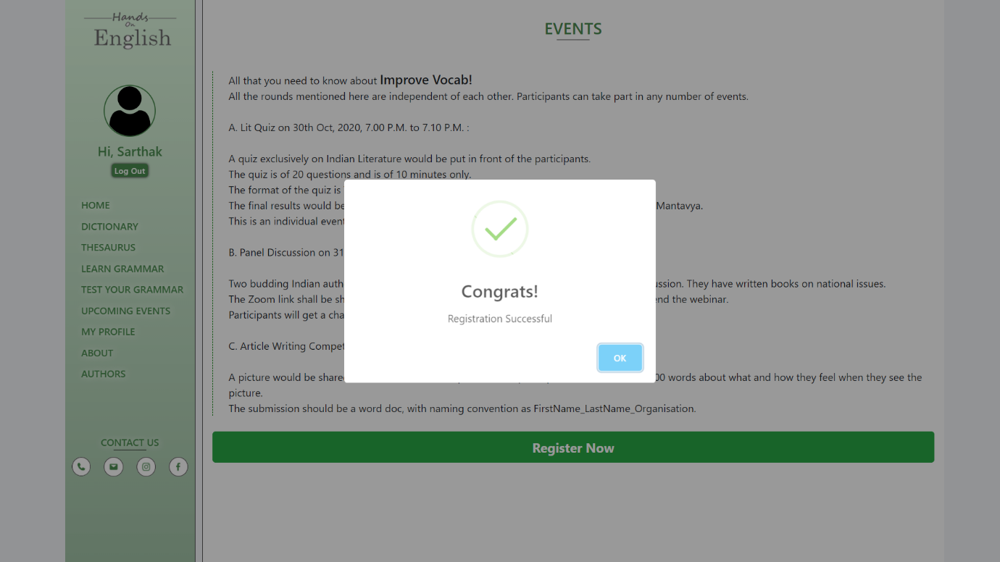 Hands
On
English
Hi, Sarthak
Log Out
HOME
DICTIONARY
THESAURUS
LEARN GRAMMAR
TEST YOUR GRAMMAR
UPCOMING EVENTS
MY PROFILE
ABOUT
AUTHORS
CONTACT US
EVENTS
All that you need to know about Improve Vocab!
All the rounds mentioned here are independent of each other. Participants can take part in any number of events.
A. Lit Quiz on 30th Oct, 2020, 7.00 P.M. to 7.10 P.M. :
A quiz exclusively on Indian Literature would be put in front of the participants.
The quiz is of 20 questions and is of 10 minutes only.
The format of the quiz is
The final results would be Mantavya.
This is an individual event
B. Panel Discussion on 31
Two budding Indian auth ussion. They have written books on national issues.
The Zoom link shall be sh end the webinar.
Participants will get a cha
C. Article Writing Compet
A picture would be share 00 words about what and how they feel when they see the
picture.
The submission should be a word doc, with naming convention as FirstName_LastName_Organisation.
Register Now
Congrats!
Registration Successful
OK